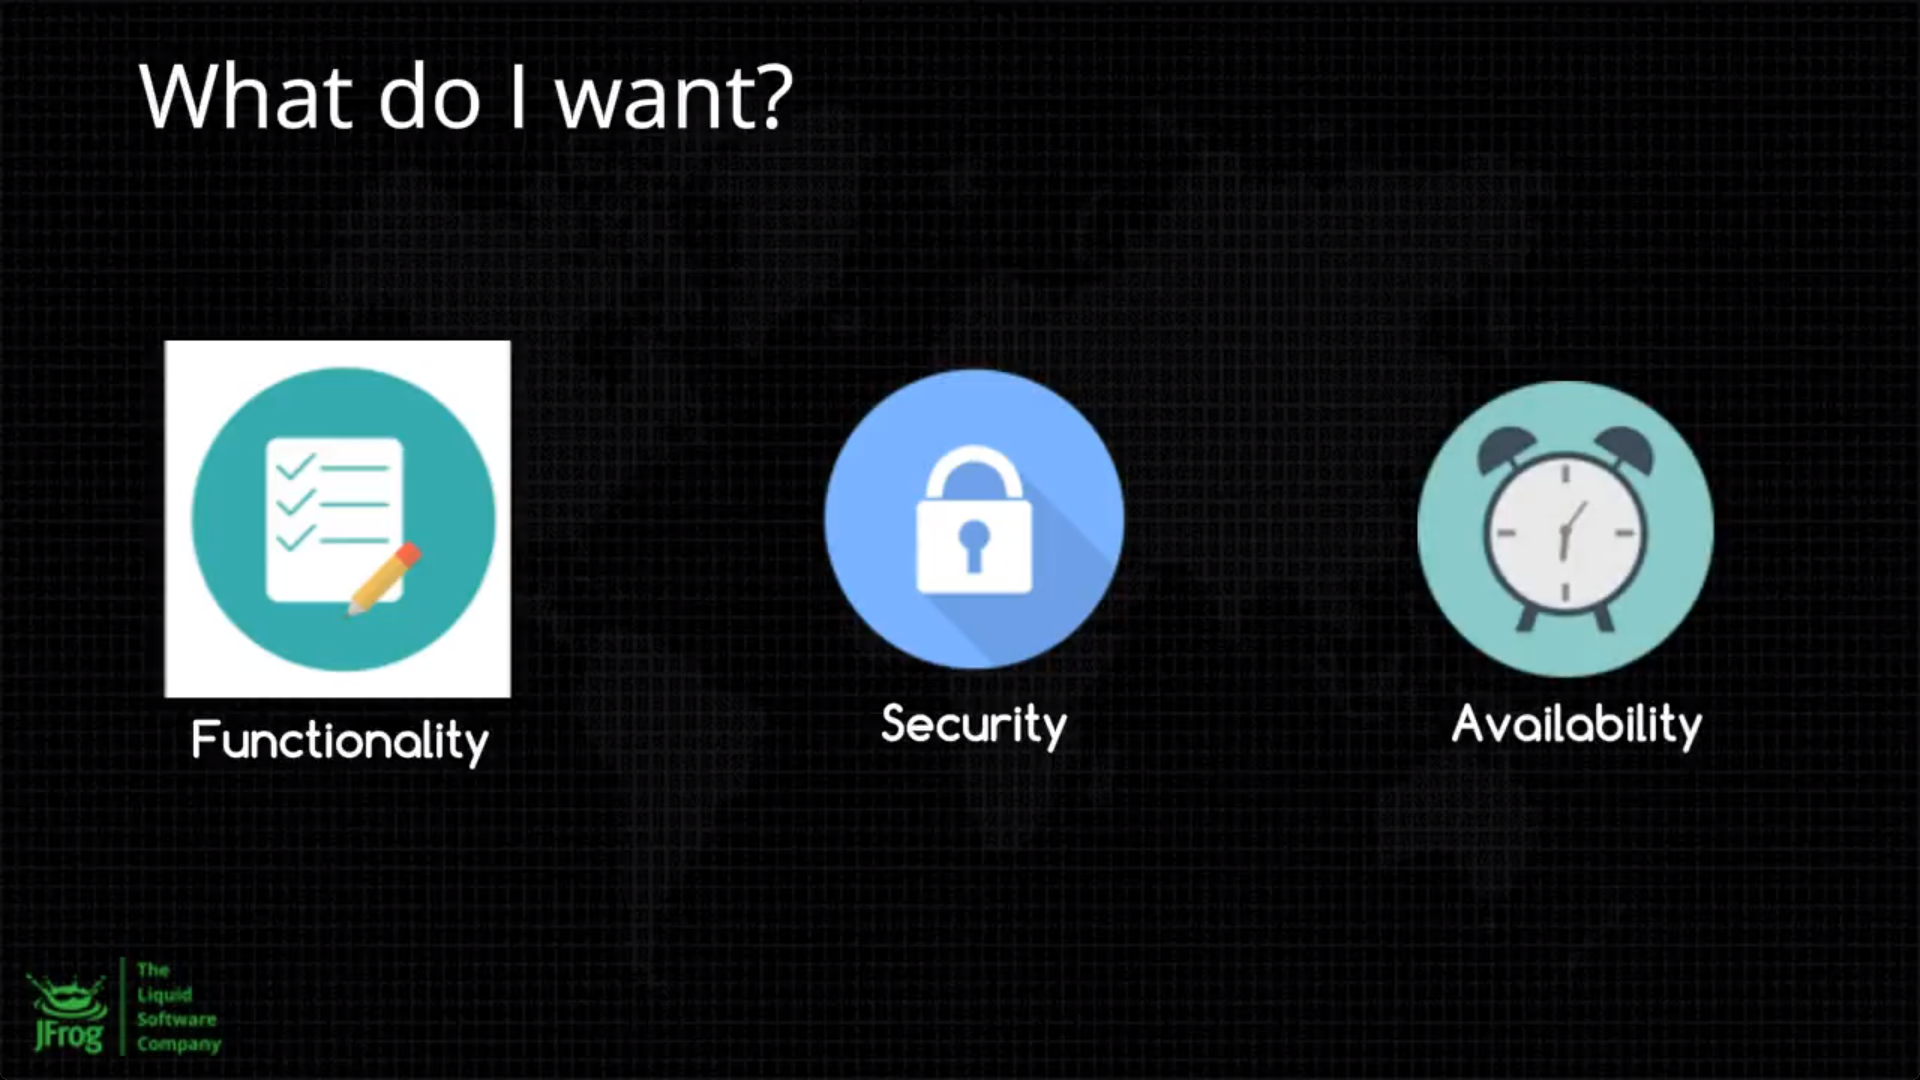 What do I want?
Functionality
Security
Availability
JFrog
The
Liquid
Software
Company